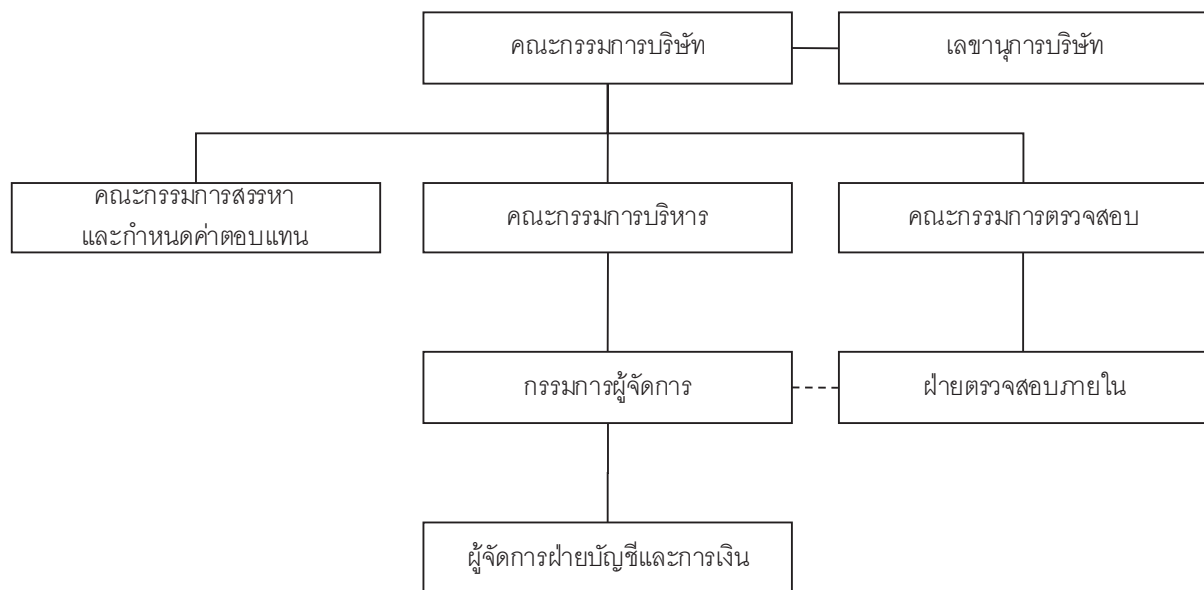 คณะกรรมการบริษัท
เลขานุการบริษัท
คณะกรรมการสรรหา
และกำหนดค่าตอบแทน
คณะกรรมการบริหาร
คณะกรรมการตรวจสอบ
กรรมการผู้จัดการ
ฝ่ายตรวจสอบภายใน
ผู้จัดการฝ่ายบัญชีและการเงิน